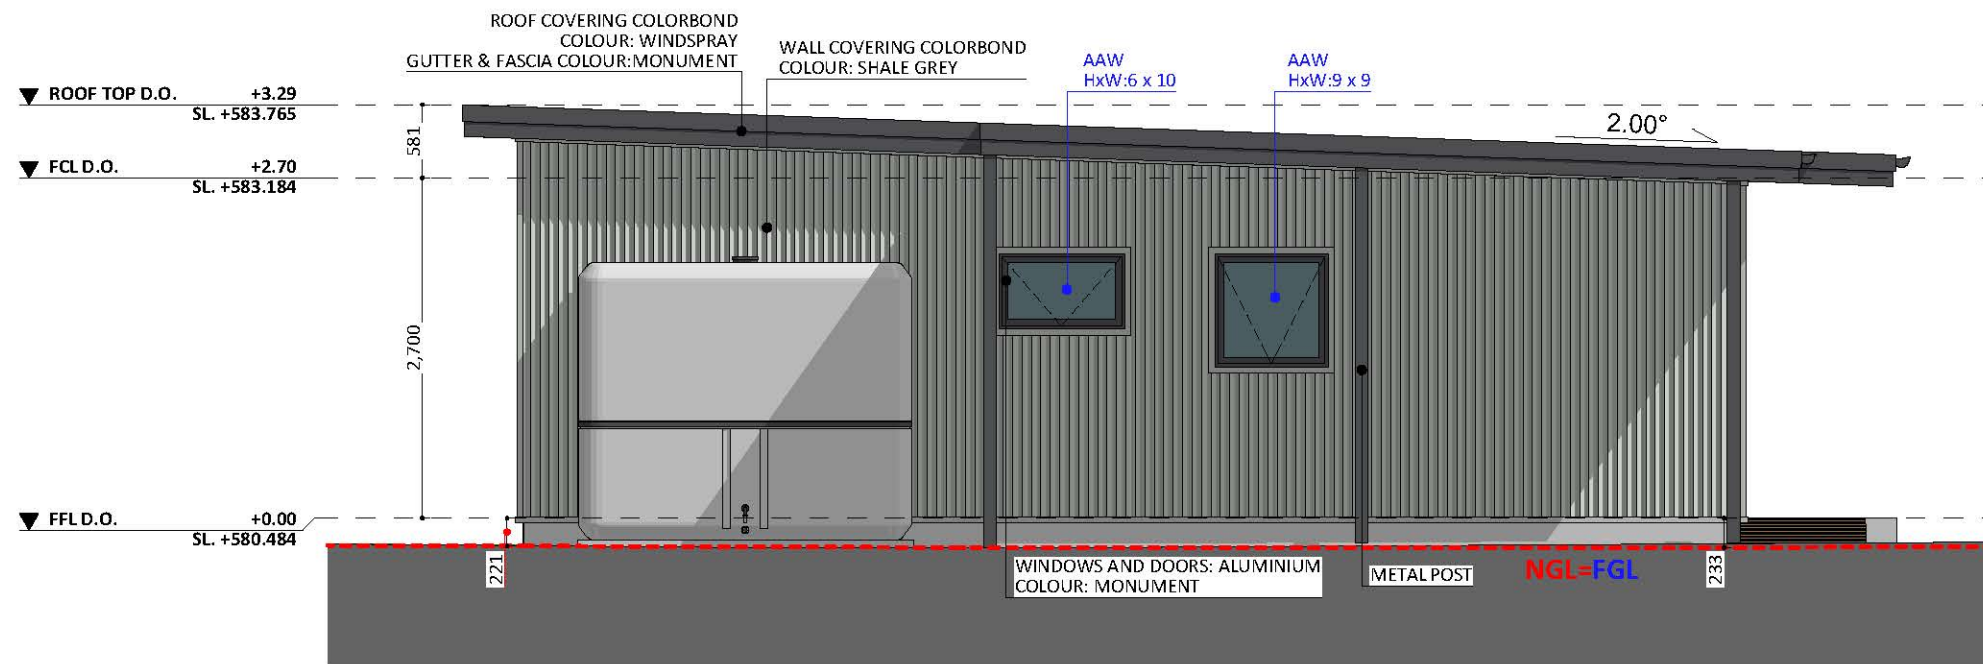 ROOF COVERING COLORBOND
COLOUR: WINDSPRAY
GUTTER & FASCIA COLOUR:MONUMENT
WALL COVERING COLORBOND
COLOUR: SHALE GREY
AAW
HxW:6 x 10
AAW
HxW:9 x 9
2.00°
ROOF TOP D.O. +3.29
SL. +583.765
581
FCL D.O. +2.70
SL. +583.184
2,700
FFL D.O. +0.00
SL. +580.484
221
WINDOWS AND DOORS: ALUMINIUM
COLOUR: MONUMENT
METAL POST
NGL=FGL
233